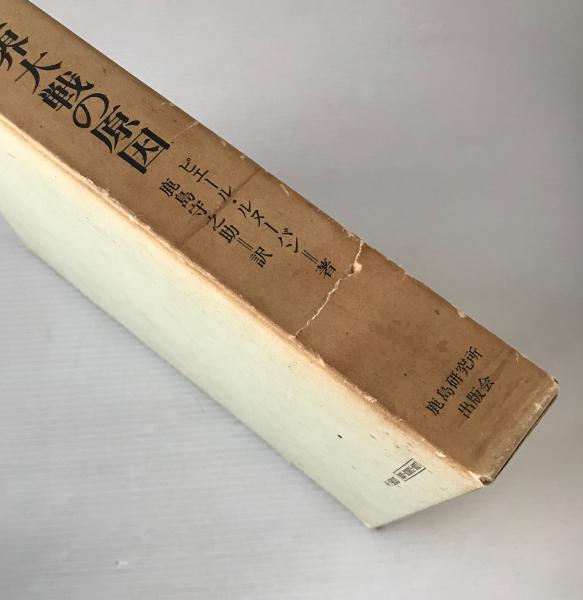 界大戦の原因
ピエール・ルヌーバン=著
鹿島守之助=訳
鹿島研究所
出版会